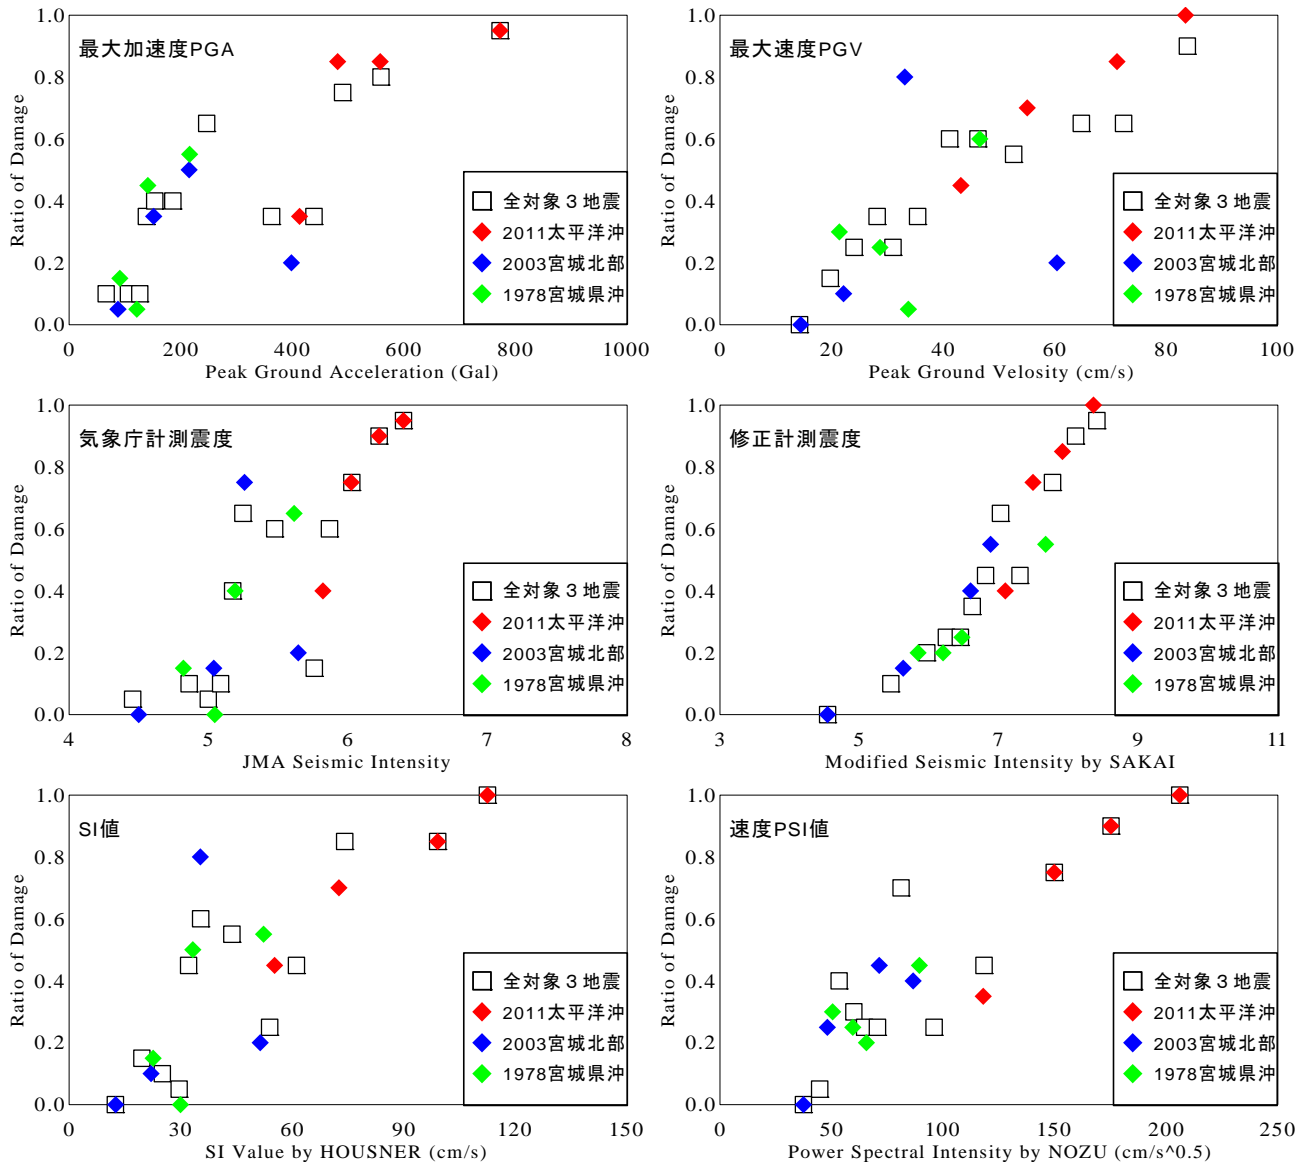 最大加速度PGA
1.0
0.8
0.6
0.4
0.2
0.0
Ratio of Damage
全対象３地震
2011太平洋沖
2003宮城北部
1978宮城県沖
0 200 400 600 800 1000
Peak Ground Acceleration (Gal)
最大速度PGV
1.0
0.8
0.6
0.4
0.2
0.0
Ratio of Damage
全対象３地震
2011太平洋沖
2003宮城北部
1978宮城県沖
0 20 40 60 80 100
Peak Ground Velosity (cm/s)
気象庁計測震度
1.0
0.8
0.6
0.4
0.2
0.0
Ratio of Damage
全対象３地震
2011太平洋沖
2003宮城北部
1978宮城県沖
4 5 6 7 8
JMA Seismic Intensity
修正計測震度
1.0
0.8
0.6
0.4
0.2
0.0
Ratio of Damage
全対象３地震
2011太平洋沖
2003宮城北部
1978宮城県沖
3 5 7 9 11
Modified Seismic Intensity by SAKAI
SI値
1.0
0.8
0.6
0.4
0.2
0.0
Ratio of Damage
全対象３地震
2011太平洋沖
2003宮城北部
1978宮城県沖
0 30 60 90 120 150
SI Value by HOUSNER (cm/s)
速度PSI値
1.0
0.8
0.6
0.4
0.2
0.0
Ratio of Damage
全対象３地震
2011太平洋沖
2003宮城北部
1978宮城県沖
0 50 100 150 200 250
Power Spectral Intensity by NOZU (cm/s^0.5)